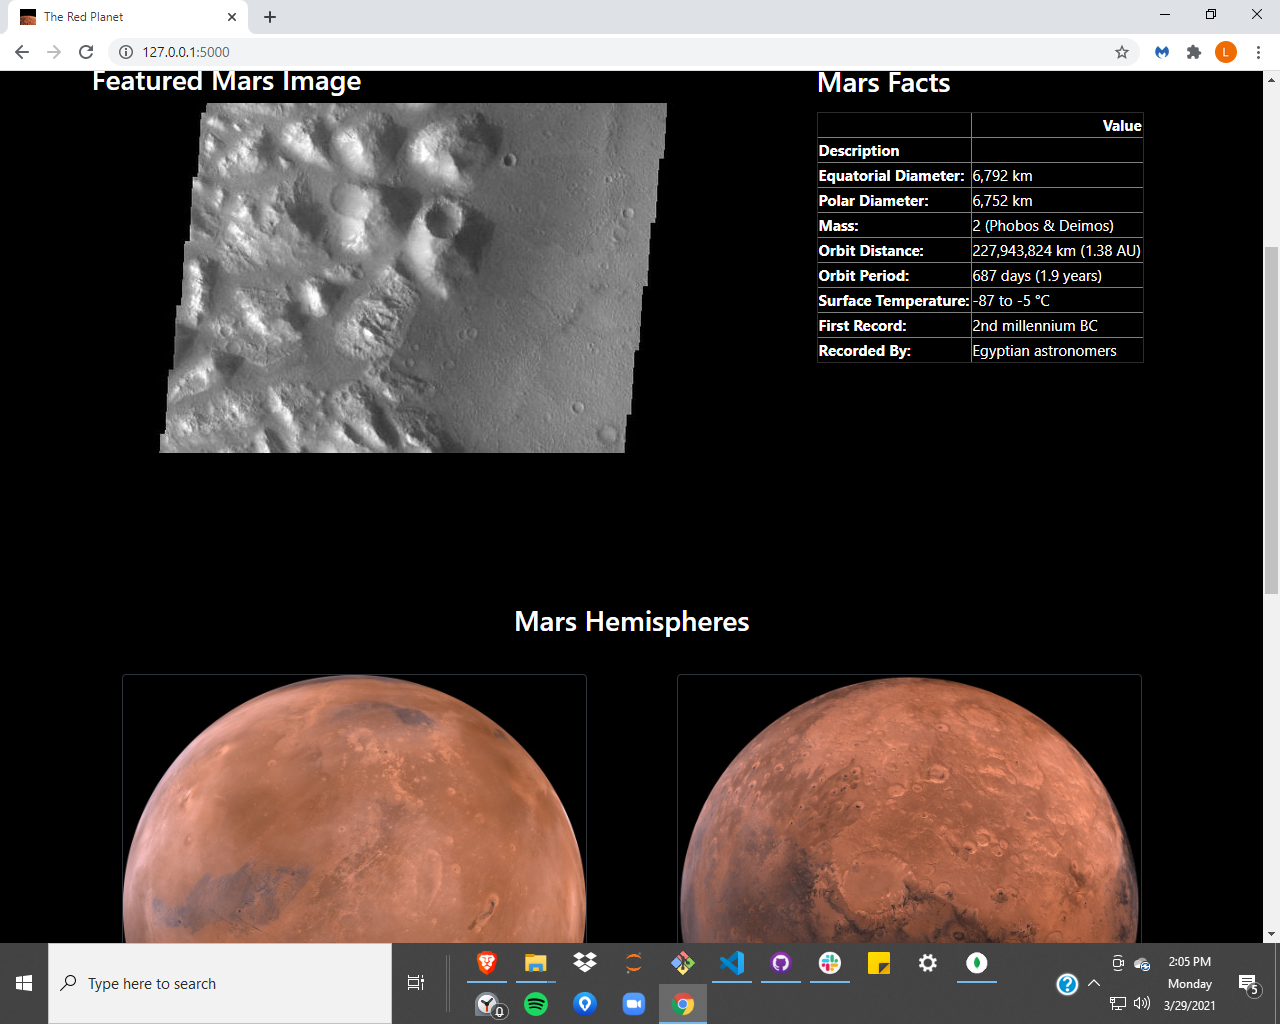 The Red Planet
127.0.0.1:5000
L
Featured Mars Image
Mars Facts
Value
Description
Equatorial Diameter: 6,792 km
Polar Diameter: 6,752 km
Mass: 2 (Phobos & Deimos)
Orbit Distance: 227,943,824 km (1.38 AU)
Orbit Period: 687 days (1.9 years)
Surface Temperature: -87 to -5 °C
First Record: 2nd millennium BC
Recorded By: Egyptian astronomers
Mars Hemispheres
Type here to search
2:05 PM
Monday
3/29/2021
5